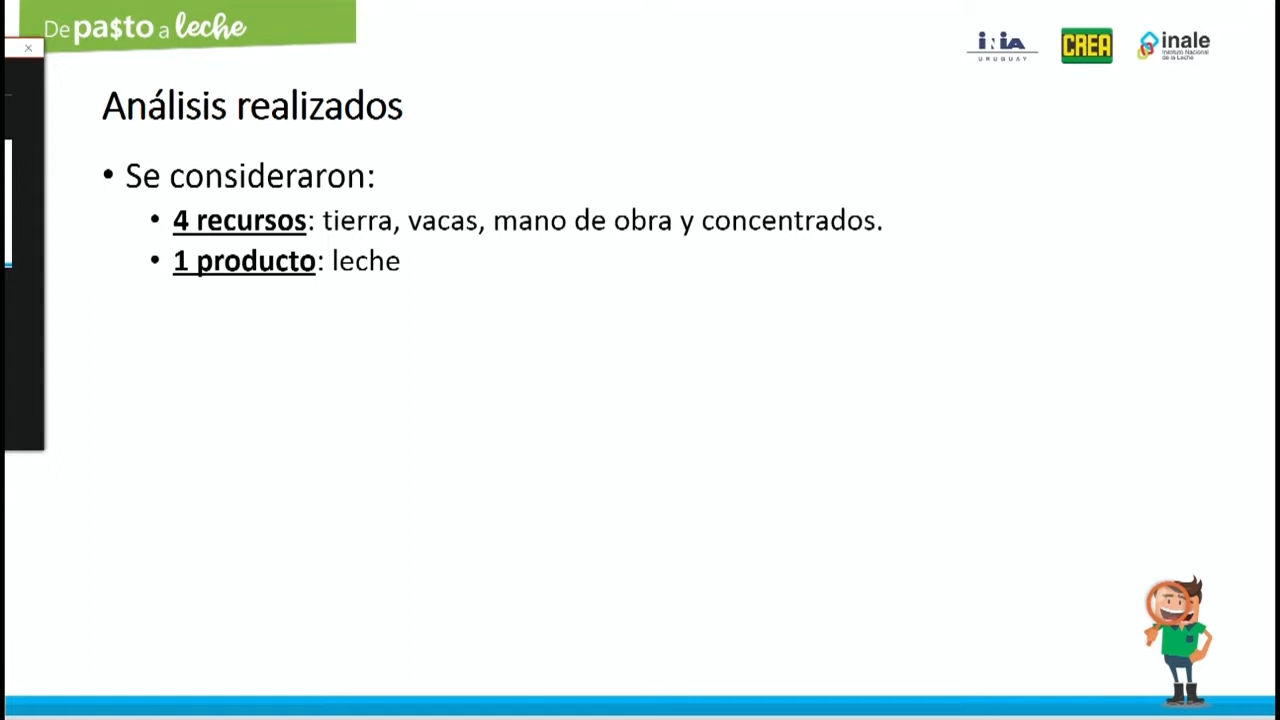 De pa$to a leche
INIA
URUGUAY
CREA
inale
Instituto Nacional
de la Leche
Análisis realizados
• Se consideraron:
• 4 recursos: tierra, vacas, mano de obra y concentrados.
• 1 producto: leche